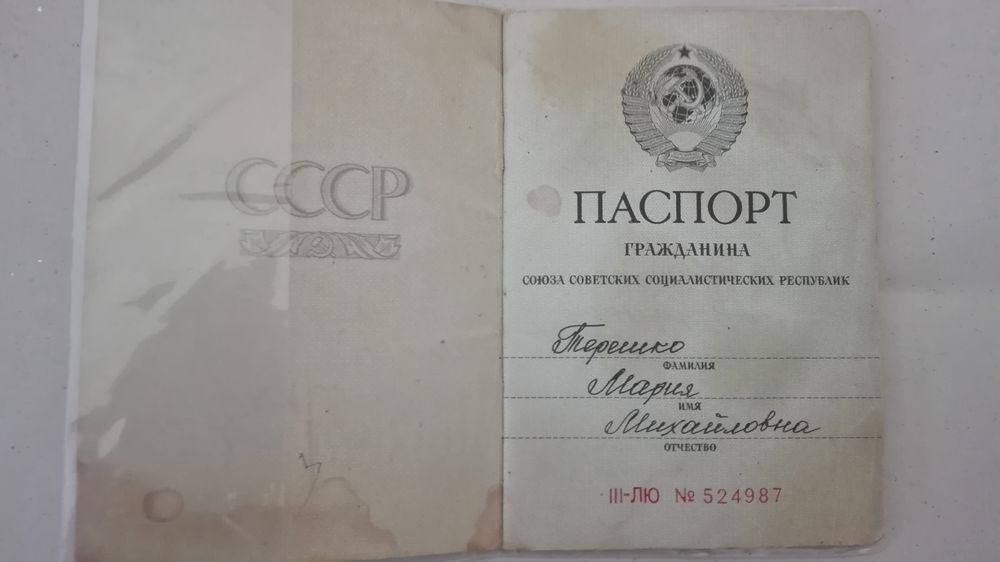 СССР
ПАСПОРТ
ГРАЖДАНИНА
СОЮЗА СОВЕТСКИХ СОЦИАЛИСТИЧЕСКИХ РЕСПУБЛИК
Терешко
ФАМИЛИЯ
Мария
ИМЯ
Михайловна
ОТЧЕСТВО
III-ЛЮ № 524987